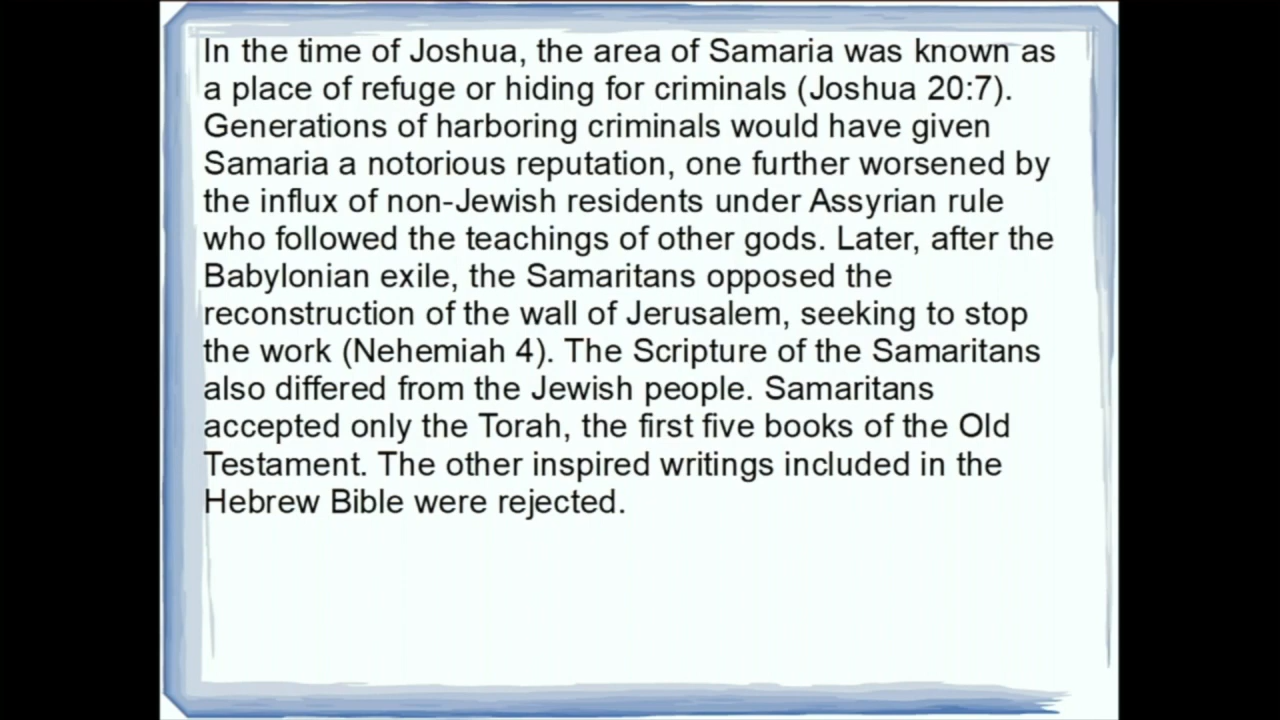 In the time of Joshua, the area of Samaria was known as
a place of refuge or hiding for criminals (Joshua 20:7).
Generations of harboring criminals would have given
Samaria a notorious reputation, one further worsened by
the influx of non-Jewish residents under Assyrian rule
who followed the teachings of other gods. Later, after the
Babylonian exile, the Samaritans opposed the
reconstruction of the wall of Jerusalem, seeking to stop
the work (Nehemiah 4). The Scripture of the Samaritans
also differed from the Jewish people. Samaritans
accepted only the Torah, the first five books of the Old
Testament. The other inspired writings included in the
Hebrew Bible were rejected.